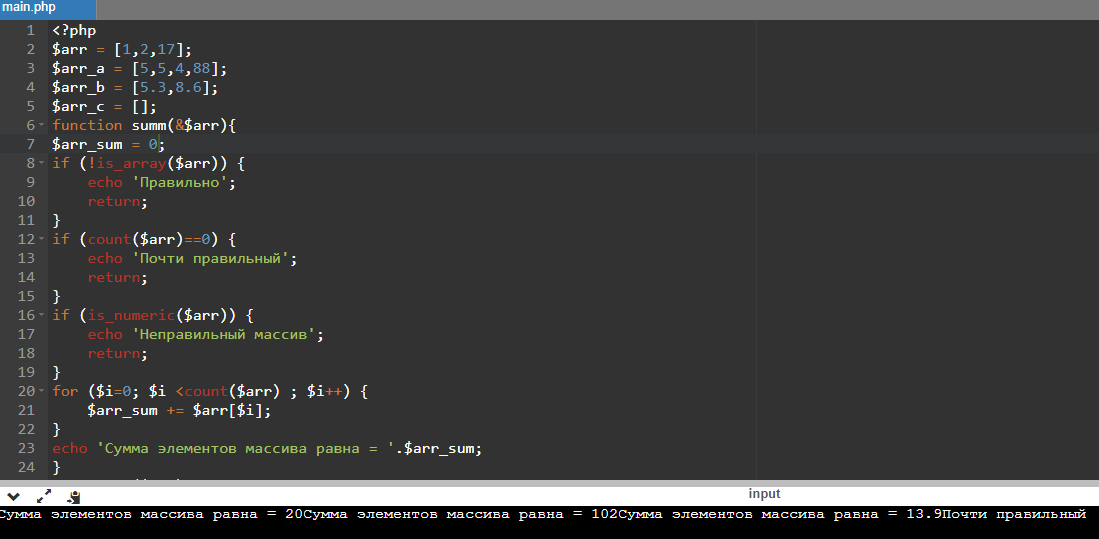 main.php
1 <?php
2 $arr = [1,2,17];
3 $arr_a = [5,5,4,88];
4 $arr_b = [5.3,8.6];
5 $arr_c = [];
6 function summ(&$arr){
7 $arr_sum = 0;
8 if (!is_array($arr)) {
9     echo 'Правильно';
10     return;
11 }
12 if (count($arr)==0) {
13     echo 'Почти правильный';
14     return;
15 }
16 if (is_numeric($arr)) {
17     echo 'Неправильный массив';
18     return;
19 }
20 for ($i=0; $i <count($arr) ; $i++) {
21     $arr_sum += $arr[$i];
22 }
23 echo 'Сумма элементов массива равна = '.$arr_sum;
24 }
input
Сумма элементов массива равна = 20Сумма элементов массива равна = 102Сумма элементов массива равна = 13.9Почти правильный